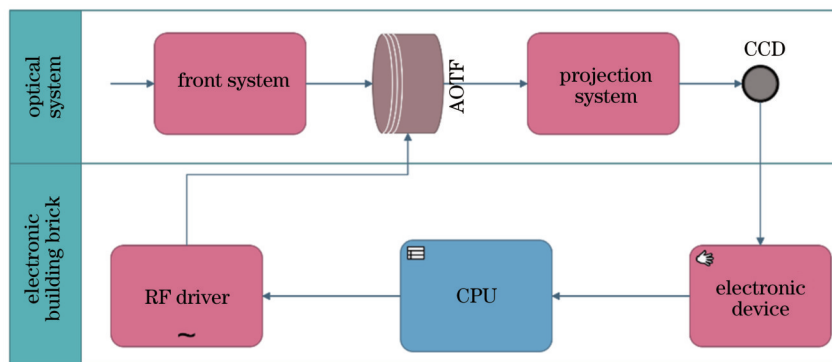 optical
system
front system
AOTF
projection
system
CCD
electronic
building brick
RF driver
~
CPU
electronic
device